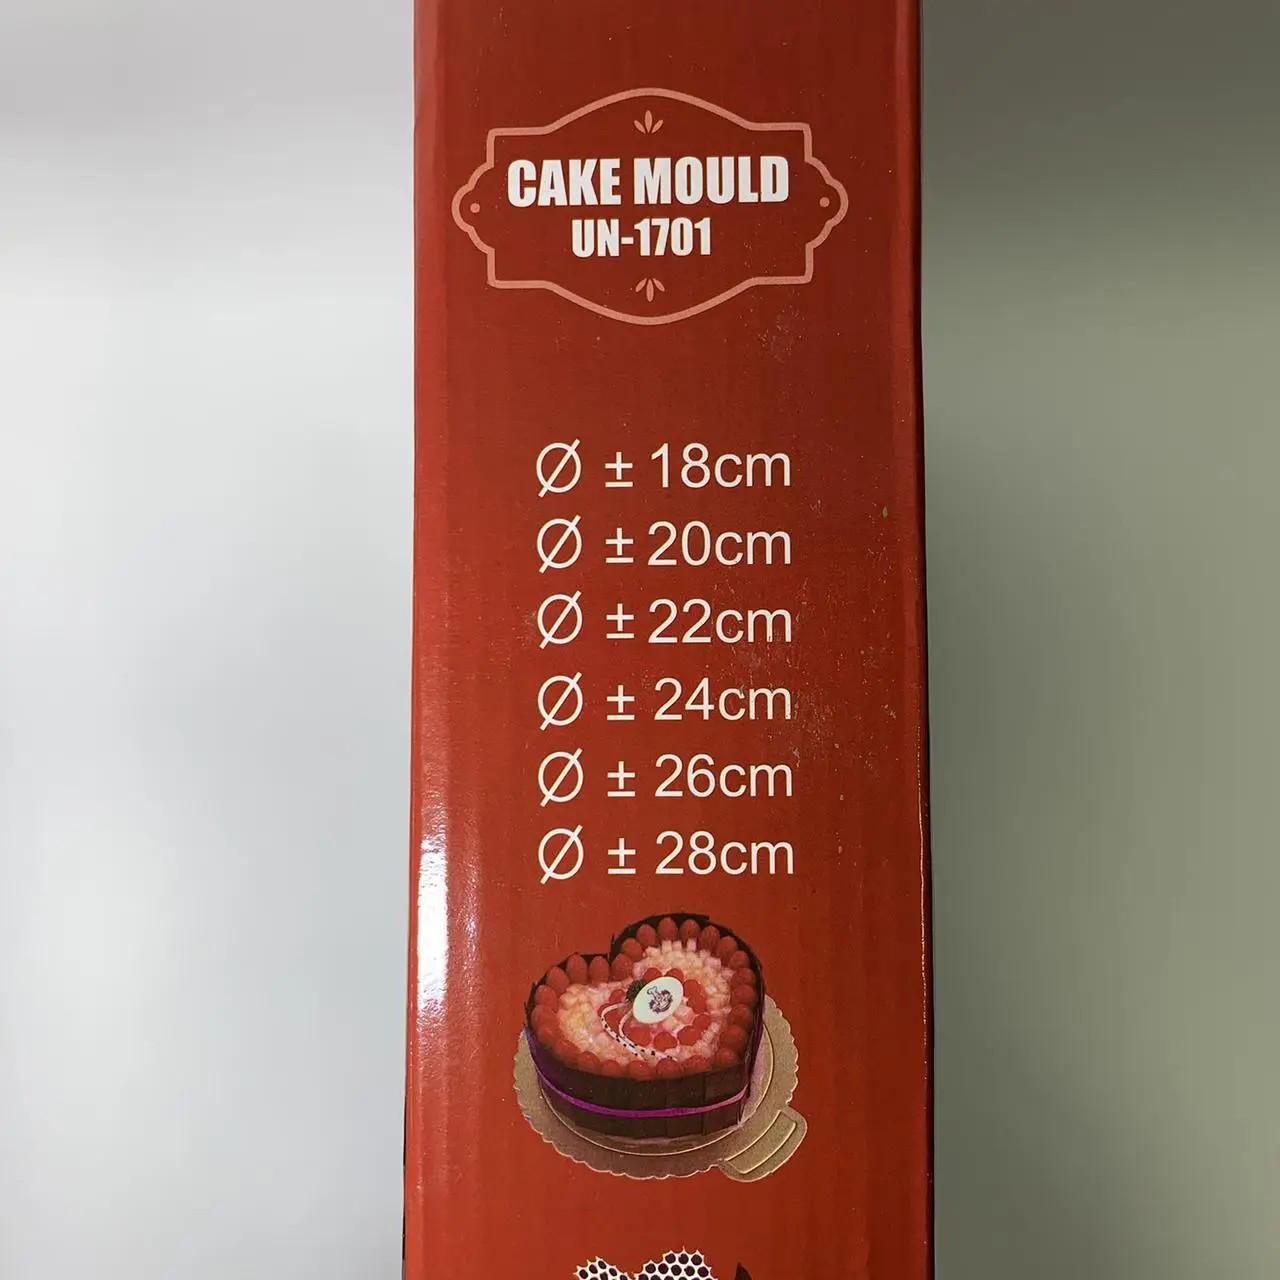 CAKE MOULD
UN-1701
Ø ± 18cm
Ø ± 20cm
Ø ± 22cm
Ø ± 24cm
Ø ± 26cm
Ø ± 28cm